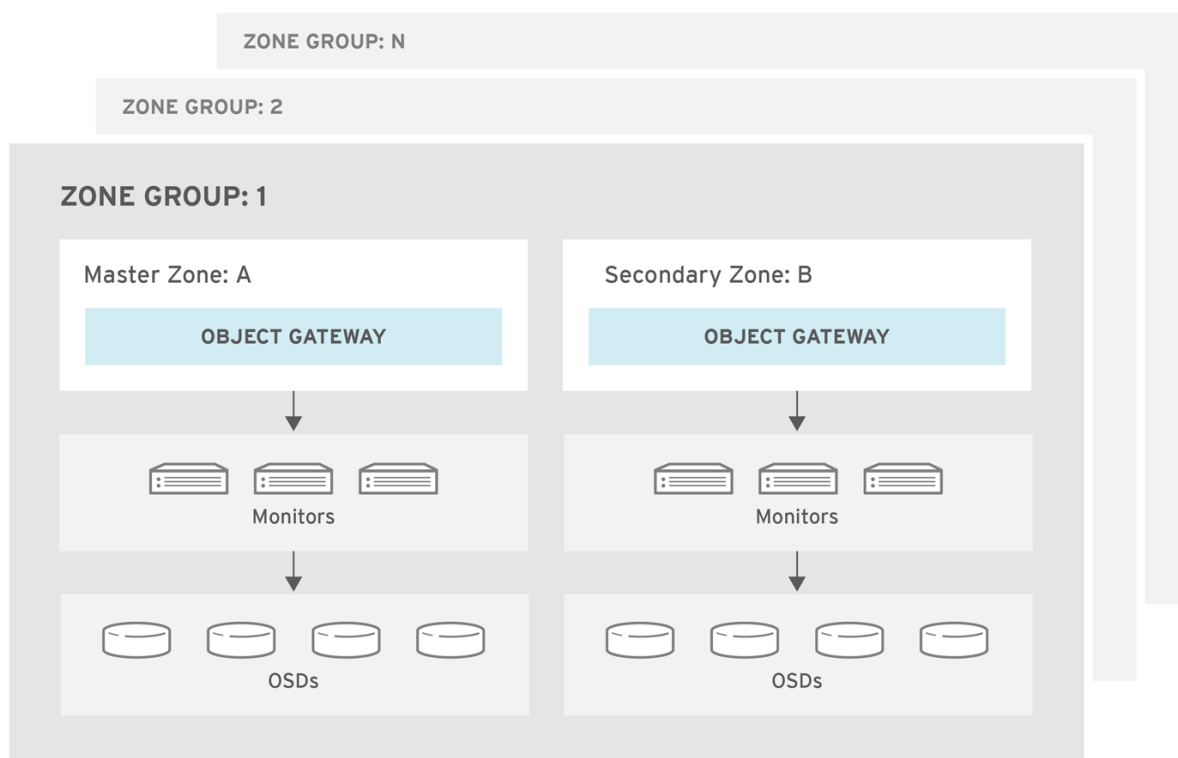 ZONE GROUP: N
ZONE GROUP: 2
ZONE GROUP: 1
Master Zone: A
Secondary Zone: B
OBJECT GATEWAY
OBJECT GATEWAY
Monitors
Monitors
OSDs
OSDs